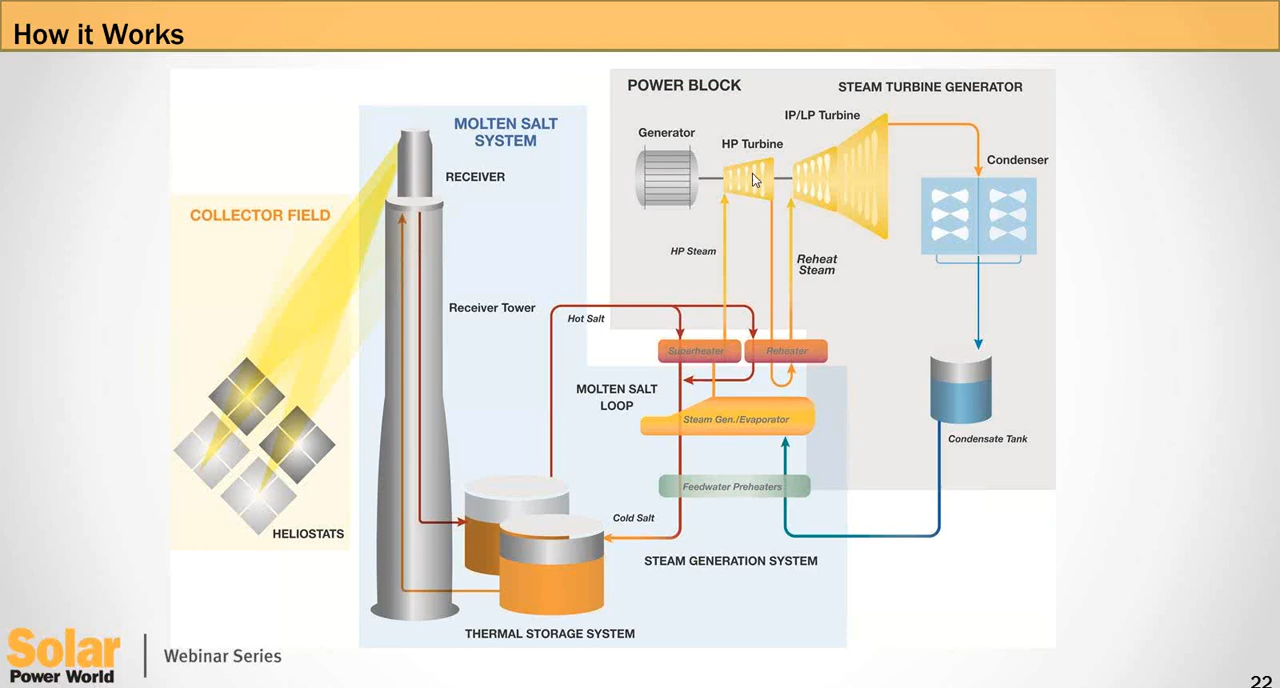 How it Works
POWER BLOCK
STEAM TURBINE GENERATOR
IP/LP Turbine
Generator
HP Turbine
Condenser
MOLTEN SALT
SYSTEM
RECEIVER
COLLECTOR FIELD
HP Steam
Reheat
Steam
Receiver Tower
Hot Salt
Superheater
Reheater
MOLTEN SALT
LOOP
Steam Gen./Evaporator
Condensate Tank
Feedwater Preheaters
Cold Salt
HELIOSTATS
STEAM GENERATION SYSTEM
THERMAL STORAGE SYSTEM
Solar
Power World
Webinar Series
22